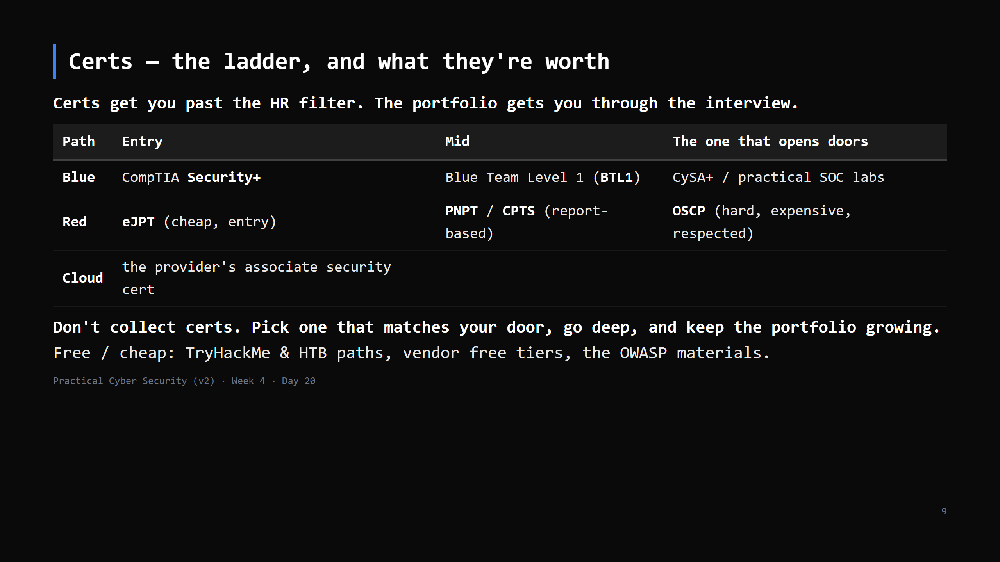 Certs — the ladder, and what they're worth
Certs get you past the HR filter. The portfolio gets you through the interview.
Path Entry Mid The one that opens doors
Blue CompTIA Security+ Blue Team Level 1 (BTL1) CySA+ / practical SOC labs
Red eJPT (cheap, entry) PNPT / CPTS (report-based) OSCP (hard, expensive, respected)
Cloud the provider's associate security cert
Don't collect certs. Pick one that matches your door, go deep, and keep the portfolio growing.
Free / cheap: TryHackMe & HTB paths, vendor free tiers, the OWASP materials.
Practical Cyber Security (v2) · Week 4 · Day 20
9